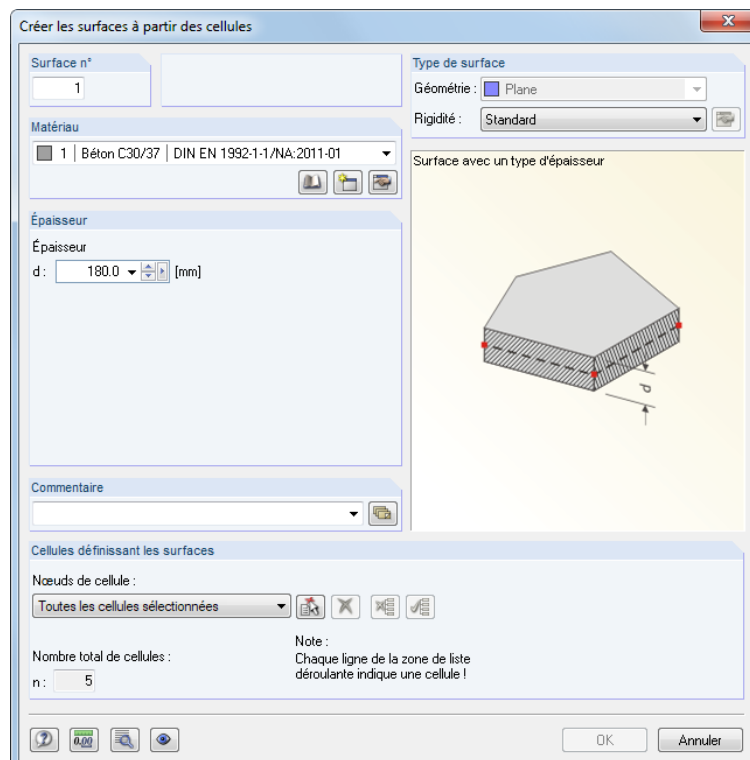 Créer les surfaces à partir des cellules
Surface n°
1
Type de surface
Géométrie :
Plane
Rigidité :
Standard
Matériau
1 | Béton C30/37 | DIN EN 1992-1-1/NA:2011-01
Surface avec un type d'épaisseur
Épaisseur
Épaisseur
d :
180.0
[mm]
d
Commentaire
Cellules définissant les surfaces
Nœuds de cellule :
Toutes les cellules sélectionnées
Nombre total de cellules :
n :
5
Note :
Chaque ligne de la zone de liste
déroulante indique une cellule !
0.00
OK
Annuler